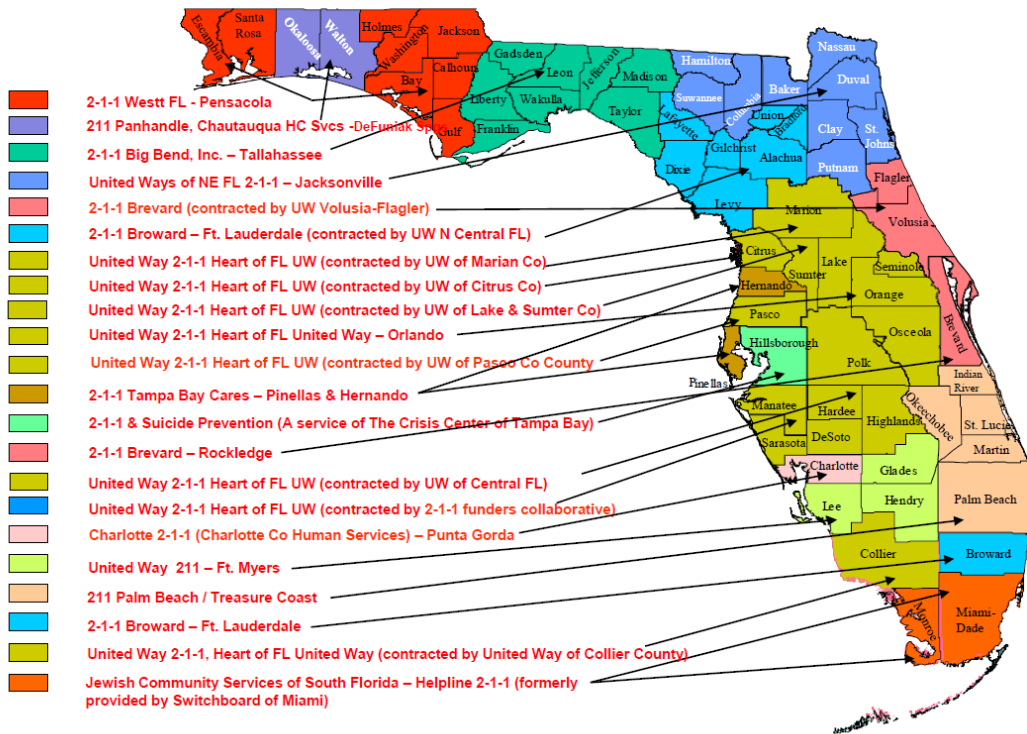 Escambia
Santa
Rosa
Okaloosa
Walton
Holmes
Washington
Jackson
Bay
Calhoun
Gulf
Gadsden
Leon
Jefferson
Madison
Liberty
Wakulla
Franklin
Taylor
Hamilton
Suwannee
Columbia
Baker
Nassau
Duval
Union
Bradford
Lafayette
Gilchrist
Alachua
Clay
St.
Johns
Putnam
Dixie
Levy
Flagler
Volusia
Marion
Citrus
Sumter
Lake
Seminole
Hernando
Orange
Pasco
Osceola
Brevard
Hillsborough
Polk
Pinellas
Indian
River
Manatee
Hardee
Highlands
Okeechobee
St. Lucie
Sarasota
DeSoto
Martin
Charlotte
Glades
Lee
Hendry
Palm Beach
Collier
Broward
Monroe
Miami-
Dade
2-1-1 Westt FL - Pensacola
211 Panhandle, Chautauqua HC Svcs -DeFuniak Spgs
2-1-1 Big Bend, Inc. – Tallahassee
United Ways of NE FL 2-1-1 – Jacksonville
2-1-1 Brevard (contracted by UW Volusia-Flagler)
2-1-1 Broward – Ft. Lauderdale (contracted by UW N Central FL)
United Way 2-1-1 Heart of FL UW (contracted by UW of Marian Co)
United Way 2-1-1 Heart of FL UW (contracted by UW of Citrus Co)
United Way 2-1-1 Heart of FL UW (contracted by UW of Lake & Sumter Co)
United Way 2-1-1 Heart of FL United Way – Orlando
United Way 2-1-1 Heart of FL UW (contracted by UW of Pasco Co County
2-1-1 Tampa Bay Cares – Pinellas & Hernando
2-1-1 & Suicide Prevention (A service of The Crisis Center of Tampa Bay)
2-1-1 Brevard – Rockledge
United Way 2-1-1 Heart of FL UW (contracted by UW of Central FL)
United Way 2-1-1 Heart of FL UW (contracted by 2-1-1 funders collaborative)
Charlotte 2-1-1 (Charlotte Co Human Services) – Punta Gorda
United Way 211 – Ft. Myers
211 Palm Beach / Treasure Coast
2-1-1 Broward – Ft. Lauderdale
United Way 2-1-1, Heart of FL United Way (contracted by United Way of Collier County)
Jewish Community Services of South Florida – Helpline 2-1-1 (formerly
provided by Switchboard of Miami)